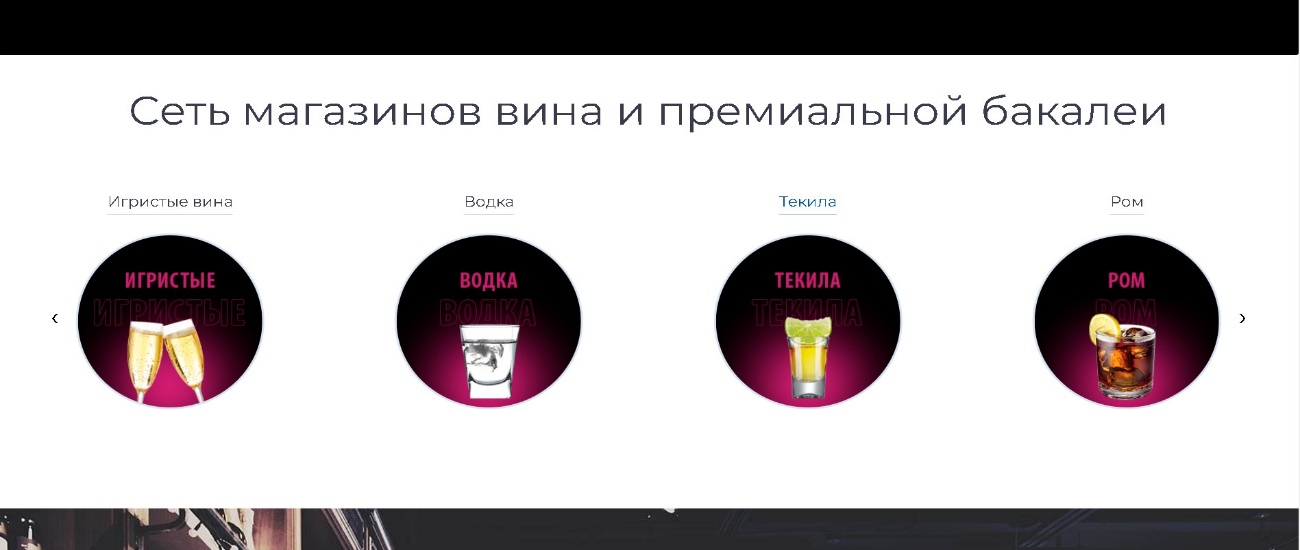 Сеть магазинов вина и премиальной бакалеи
Игристые вина
Водка
Текила
Ром
ИГРИСТЫЕ
ИГРИСТЫЕ
ВОДКА
ВОДКА
ТЕКИЛА
ТЕКИЛА
РОМ
РОМ